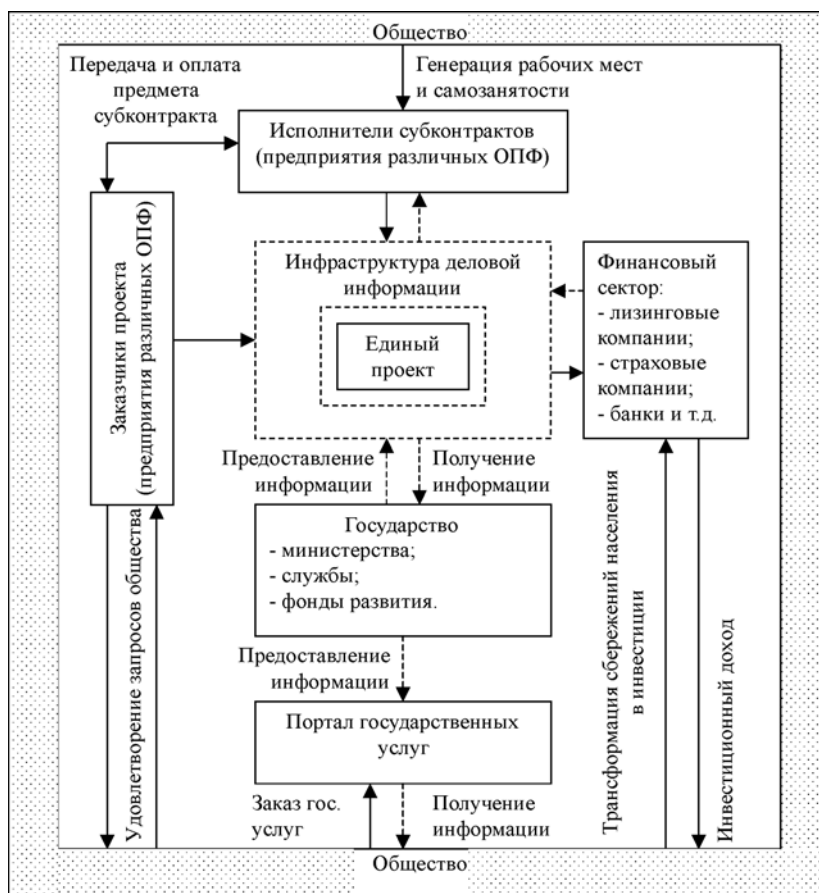 Общество
Передача и оплата
предмета
субконтракта
Генерация рабочих мест
и самозанятости
Исполнители субконтрактов
(предприятия различных ОПФ)
Заказчики проекта
(предприятия различных ОПФ)
Инфраструктура деловой
информации
Единый
проект
Финансовый
сектор:
- лизинговые
компании;
- страховые
компании;
- банки и т.д.
Предоставление
информации
Получение
информации
Государство
- министерства;
- службы;
- фонды развития.
Удовлетворение запросов общества
Трансформация сбережений населения
в инвестиции
Инвестиционный доход
Предоставление
информации
Портал государственных
услуг
Заказ гос.
услуг
Получение
информации
Общество